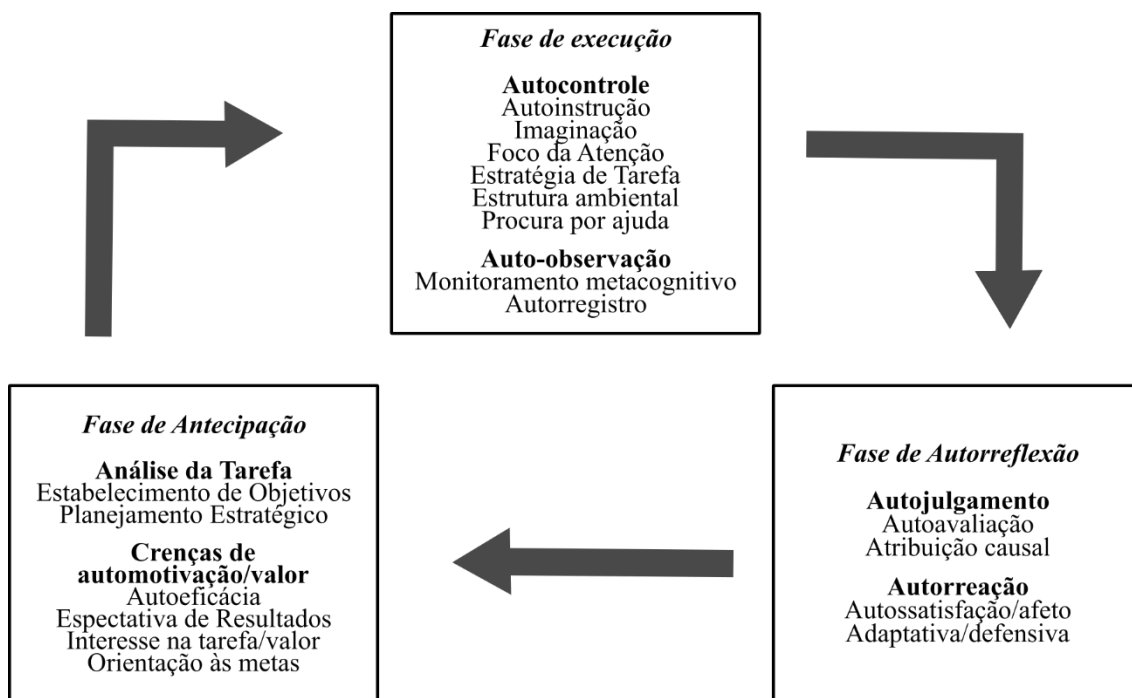 Fase de execução
Autocontrole
Autoinstrução
Imaginação
Foco da Atenção
Estratégia de Tarefa
Estrutura ambiental
Procura por ajuda
Auto-observação
Monitoramento metacognitivo
Autorregistro
Fase de Antecipação
Análise da Tarefa
Estabelecimento de Objetivos
Planejamento Estratégico
Crenças de
automotivação/valor
Autoeficácia
Espectativa de Resultados
Interesse na tarefa/valor
Orientação às metas
Fase de Autorreflexão
Autojulgamento
Autoavaliação
Atribuição causal
Autorreação
Autossatisfação/afeto
Adaptativa/defensiva